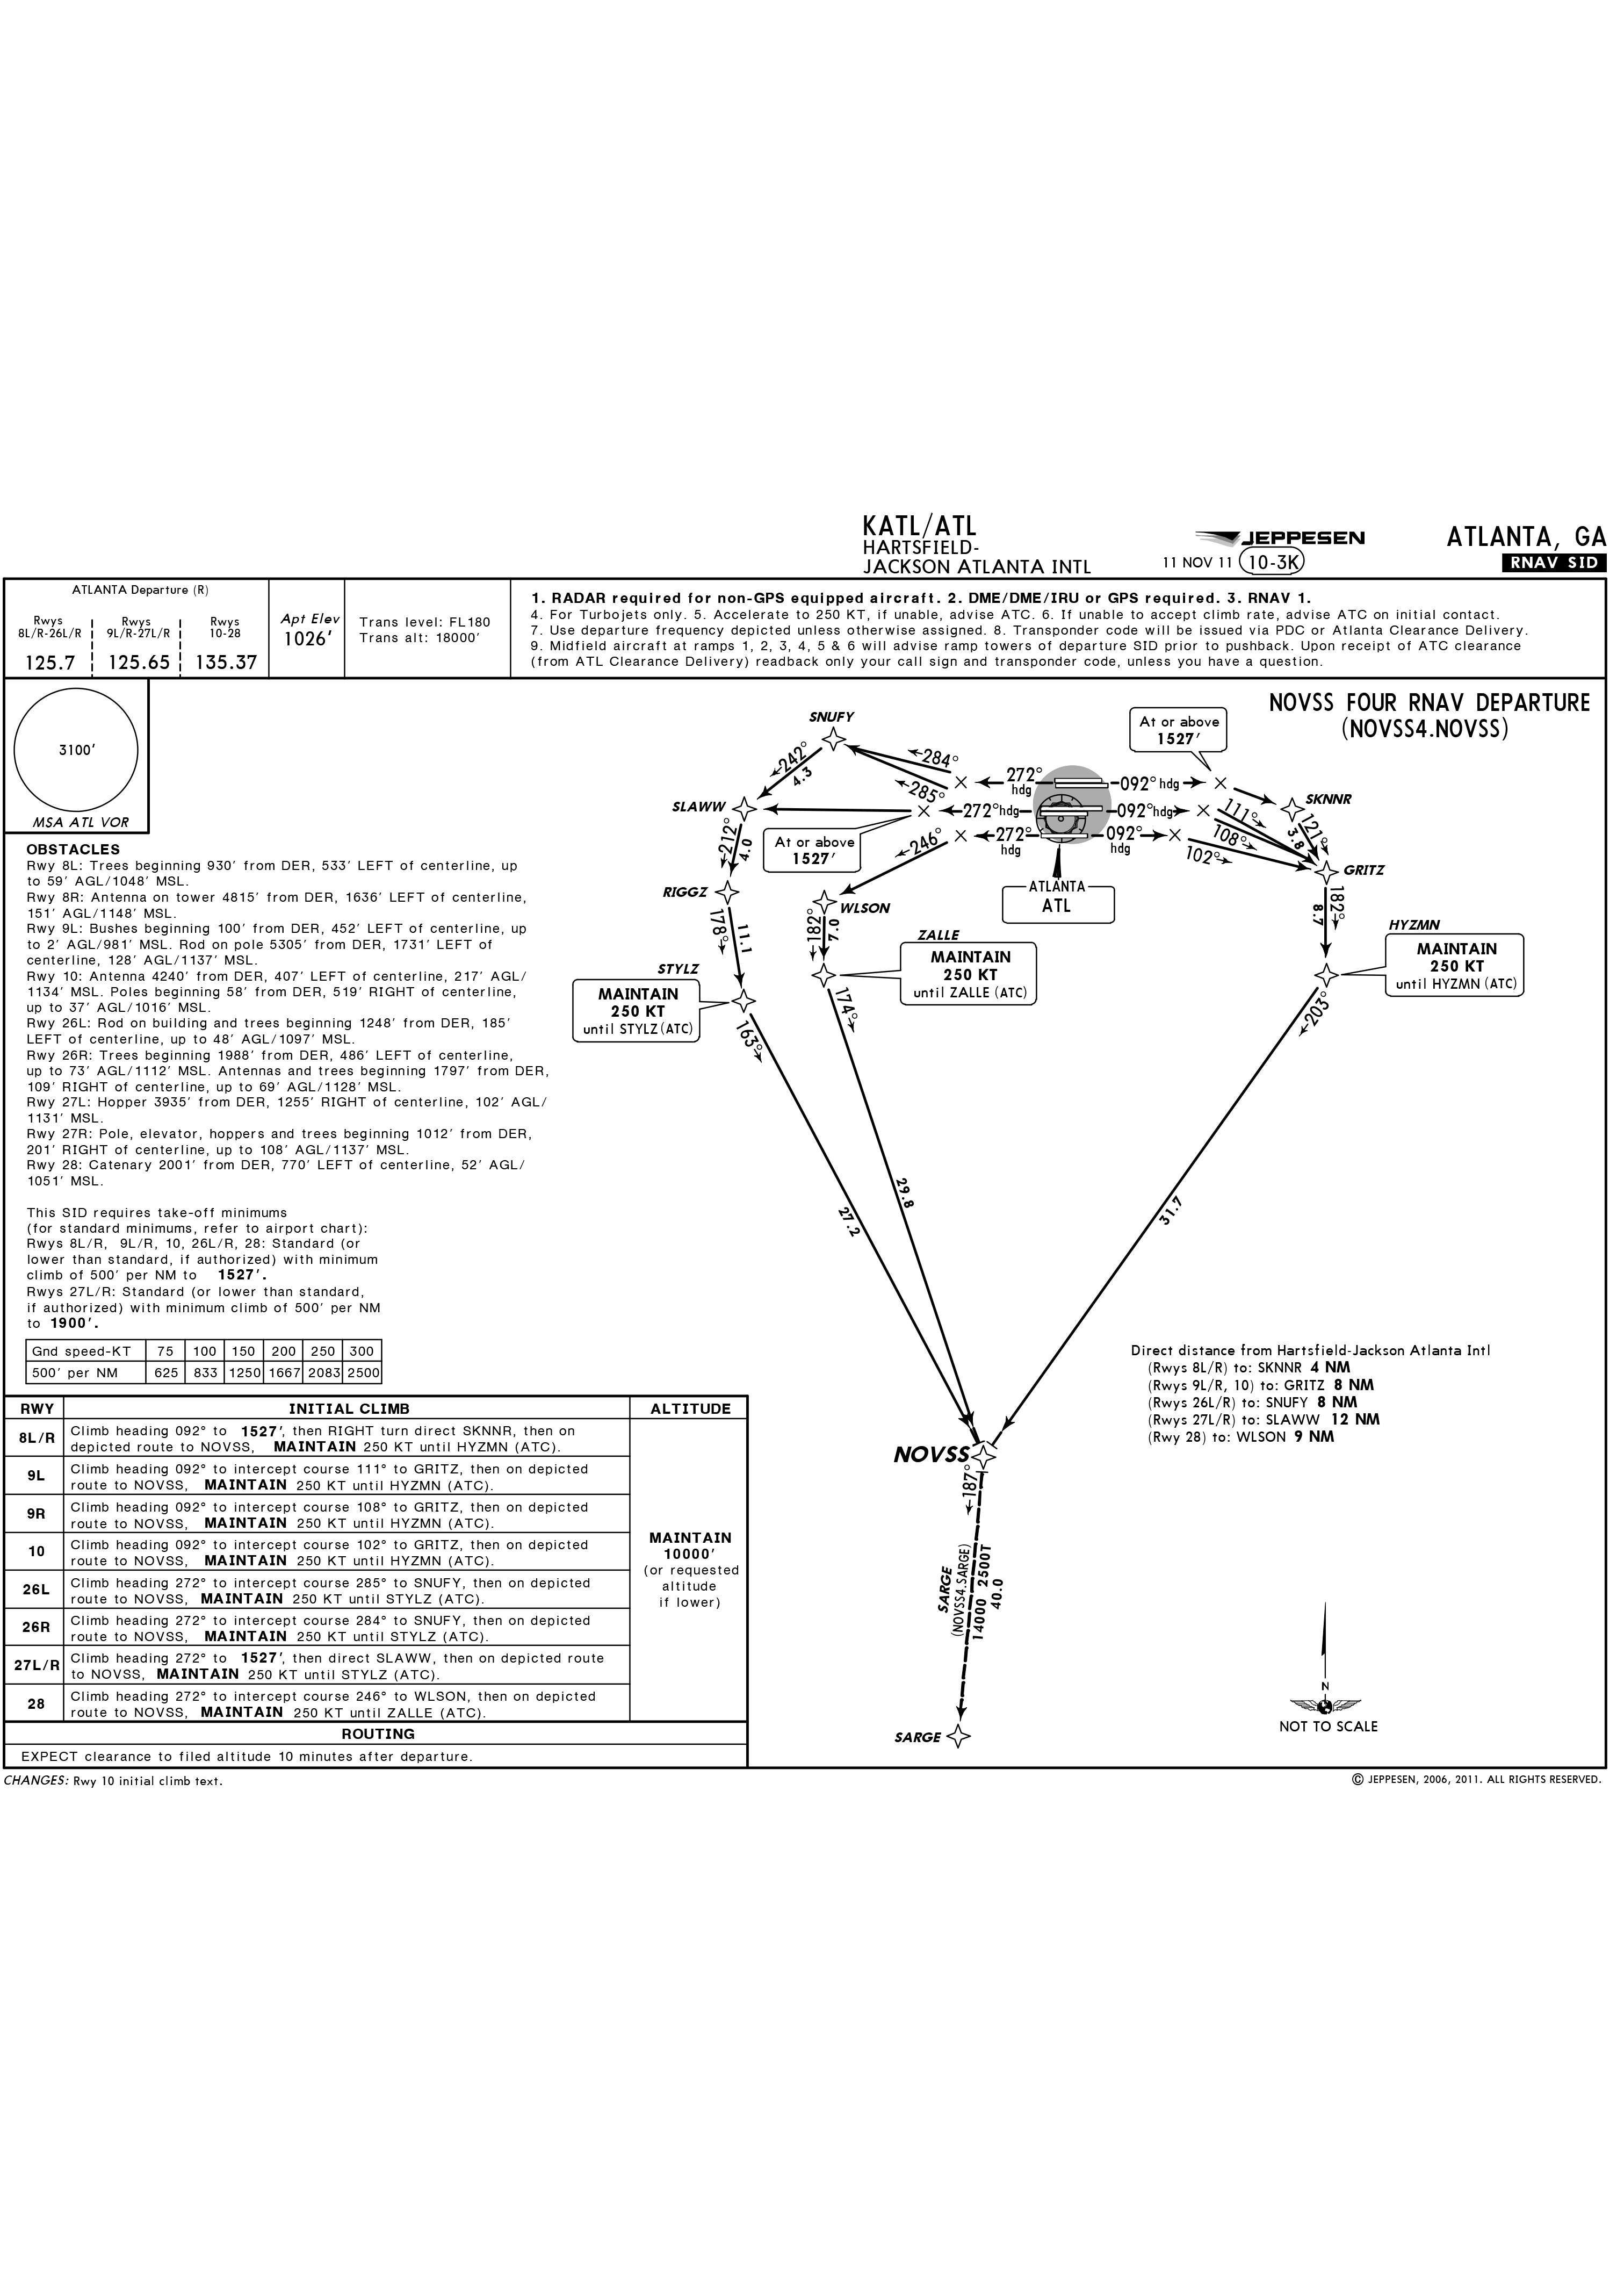 KATL/ATL
HARTSFIELD-
JACKSON ATLANTA INTL
JEPPESEN
11 NOV 11 10-3K
ATLANTA, GA
RNAV SID
ATLANTA Departure (R)
Rwys 8L/R-26L/R
Rwys 9L/R-27L/R
Rwys 10-28
125.7
125.65
135.37
Apt Elev
1026'
Trans level: FL180
Trans alt: 18000'
1. RADAR required for non-GPS equipped aircraft. 2. DME/DME/IRU or GPS required. 3. RNAV 1.
4. For Turbojets only. 5. Accelerate to 250 KT, if unable, advise ATC. 6. If unable to accept climb rate, advise ATC on initial contact.
7. Use departure frequency depicted unless otherwise assigned. 8. Transponder code will be issued via PDC or Atlanta Clearance Delivery.
9. Midfield aircraft at ramps 1, 2, 3, 4, 5 & 6 will advise ramp towers of departure SID prior to pushback. Upon receipt of ATC clearance
(from ATL Clearance Delivery) readback only your call sign and transponder code, unless you have a question.
3100'
MSA ATL VOR
NOVSS FOUR RNAV DEPARTURE
(NOVSS4.NOVSS)
SNUFY
At or above
1527'
242°
4.3
284°
285°
272°
hdg
092° hdg
SLAWW
272° hdg
092° hdg
111°
SKNNR
121°
3.8
212°
4.0
At or above
1527'
246°
272°
hdg
092°
hdg
108°
102°
GRITZ
RIGGZ
WLSON
ATLANTA
ATL
178°
11.1
182°
7.0
182°
8.7
ZALLE
MAINTAIN
250 KT
until ZALLE (ATC)
HYZMN
MAINTAIN
250 KT
until HYZMN (ATC)
STYLZ
MAINTAIN
250 KT
until STYLZ (ATC)
163°
174°
203°
27.2
29.8
31.7
OBSTACLES
Rwy 8L: Trees beginning 930' from DER, 533' LEFT of centerline, up
to 59' AGL/1048' MSL.
Rwy 8R: Antenna on tower 4815' from DER, 1636' LEFT of centerline,
151' AGL/1148' MSL.
Rwy 9L: Bushes beginning 100' from DER, 452' LEFT of centerline, up
to 2' AGL/981' MSL. Rod on pole 5305' from DER, 1731' LEFT of
centerline, 128' AGL/1137' MSL.
Rwy 10: Antenna 4240' from DER, 407' LEFT of centerline, 217' AGL/
1134' MSL. Poles beginning 58' from DER, 519' RIGHT of centerline,
up to 37' AGL/1016' MSL.
Rwy 26L: Rod on building and trees beginning 1248' from DER, 185'
LEFT of centerline, up to 48' AGL/1097' MSL.
Rwy 26R: Trees beginning 1988' from DER, 486' LEFT of centerline,
up to 73' AGL/1112' MSL. Antennas and trees beginning 1797' from DER,
109' RIGHT of centerline, up to 69' AGL/1128' MSL.
Rwy 27L: Hopper 3935' from DER, 1255' RIGHT of centerline, 102' AGL/
1131' MSL.
Rwy 27R: Pole, elevator, hoppers and trees beginning 1012' from DER,
201' RIGHT of centerline, up to 108' AGL/1137' MSL.
Rwy 28: Catenary 2001' from DER, 770' LEFT of centerline, 52' AGL/
1051' MSL.
This SID requires take-off minimums
(for standard minimums, refer to airport chart):
Rwys 8L/R, 9L/R, 10, 26L/R, 28: Standard (or
lower than standard, if authorized) with minimum
climb of 500' per NM to 1527'.
Rwys 27L/R: Standard (or lower than standard,
if authorized) with minimum climb of 500' per NM
to 1900'.
Gnd speed-KT 75 100 150 200 250 300
500' per NM 625 833 1250 1667 2083 2500
Direct distance from Hartsfield-Jackson Atlanta Intl
(Rwys 8L/R) to: SKNNR 4 NM
(Rwys 9L/R, 10) to: GRITZ 8 NM
(Rwys 26L/R) to: SNUFY 8 NM
(Rwys 27L/R) to: SLAWW 12 NM
(Rwy 28) to: WLSON 9 NM
RWY INITIAL CLIMB ALTITUDE
8L/R
Climb heading 092° to 1527', then RIGHT turn direct SKNNR, then on
depicted route to NOVSS, MAINTAIN 250 KT until HYZMN (ATC).
9L
Climb heading 092° to intercept course 111° to GRITZ, then on depicted
route to NOVSS, MAINTAIN 250 KT until HYZMN (ATC).
9R
Climb heading 092° to intercept course 108° to GRITZ, then on depicted
route to NOVSS, MAINTAIN 250 KT until HYZMN (ATC).
10
Climb heading 092° to intercept course 102° to GRITZ, then on depicted
route to NOVSS, MAINTAIN 250 KT until HYZMN (ATC).
26L
Climb heading 272° to intercept course 285° to SNUFY, then on depicted
route to NOVSS, MAINTAIN 250 KT until STYLZ (ATC).
26R
Climb heading 272° to intercept course 284° to SNUFY, then on depicted
route to NOVSS, MAINTAIN 250 KT until STYLZ (ATC).
27L/R
Climb heading 272° to 1527', then direct SLAWW, then on depicted route
to NOVSS, MAINTAIN 250 KT until STYLZ (ATC).
28
Climb heading 272° to intercept course 246° to WLSON, then on depicted
route to NOVSS, MAINTAIN 250 KT until ZALLE (ATC).
MAINTAIN
10000'
(or requested
altitude
if lower)
ROUTING
EXPECT clearance to filed altitude 10 minutes after departure.
NOVSS
187°
SARGE
(NOVSS4.SARGE)
14000 2500T
40.0
SARGE
N
NOT TO SCALE
CHANGES: Rwy 10 initial climb text.
© JEPPESEN, 2006, 2011. ALL RIGHTS RESERVED.